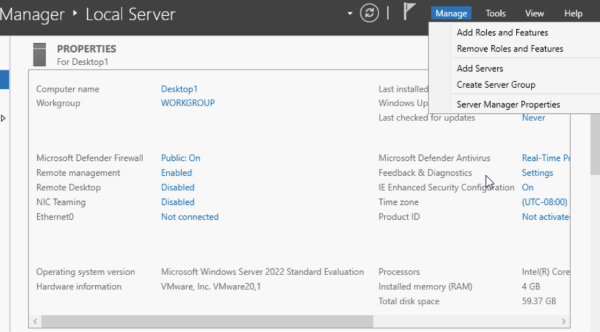 Manager ▸ Local Server
Manage Tools View Help
Add Roles and Features
Remove Roles and Features
Add Servers
Create Server Group
Server Manager Properties
PROPERTIES
For Desktop1
Computer name Desktop1 Last installed
Workgroup WORKGROUP Windows Up
Last checked for updates Never
Microsoft Defender Firewall Public: On Microsoft Defender Antivirus Real-Time Pr
Remote management Enabled Feedback & Diagnostics Settings
Remote Desktop Disabled IE Enhanced Security Configuration On
NIC Teaming Disabled Time zone (UTC-08:00)
Ethernet0 Not connected Product ID Not activate
Operating system version Microsoft Windows Server 2022 Standard Evaluation Processors Intel(R) Core
Hardware information VMware, Inc. VMware20,1 Installed memory (RAM) 4 GB
Total disk space 59.37 GB